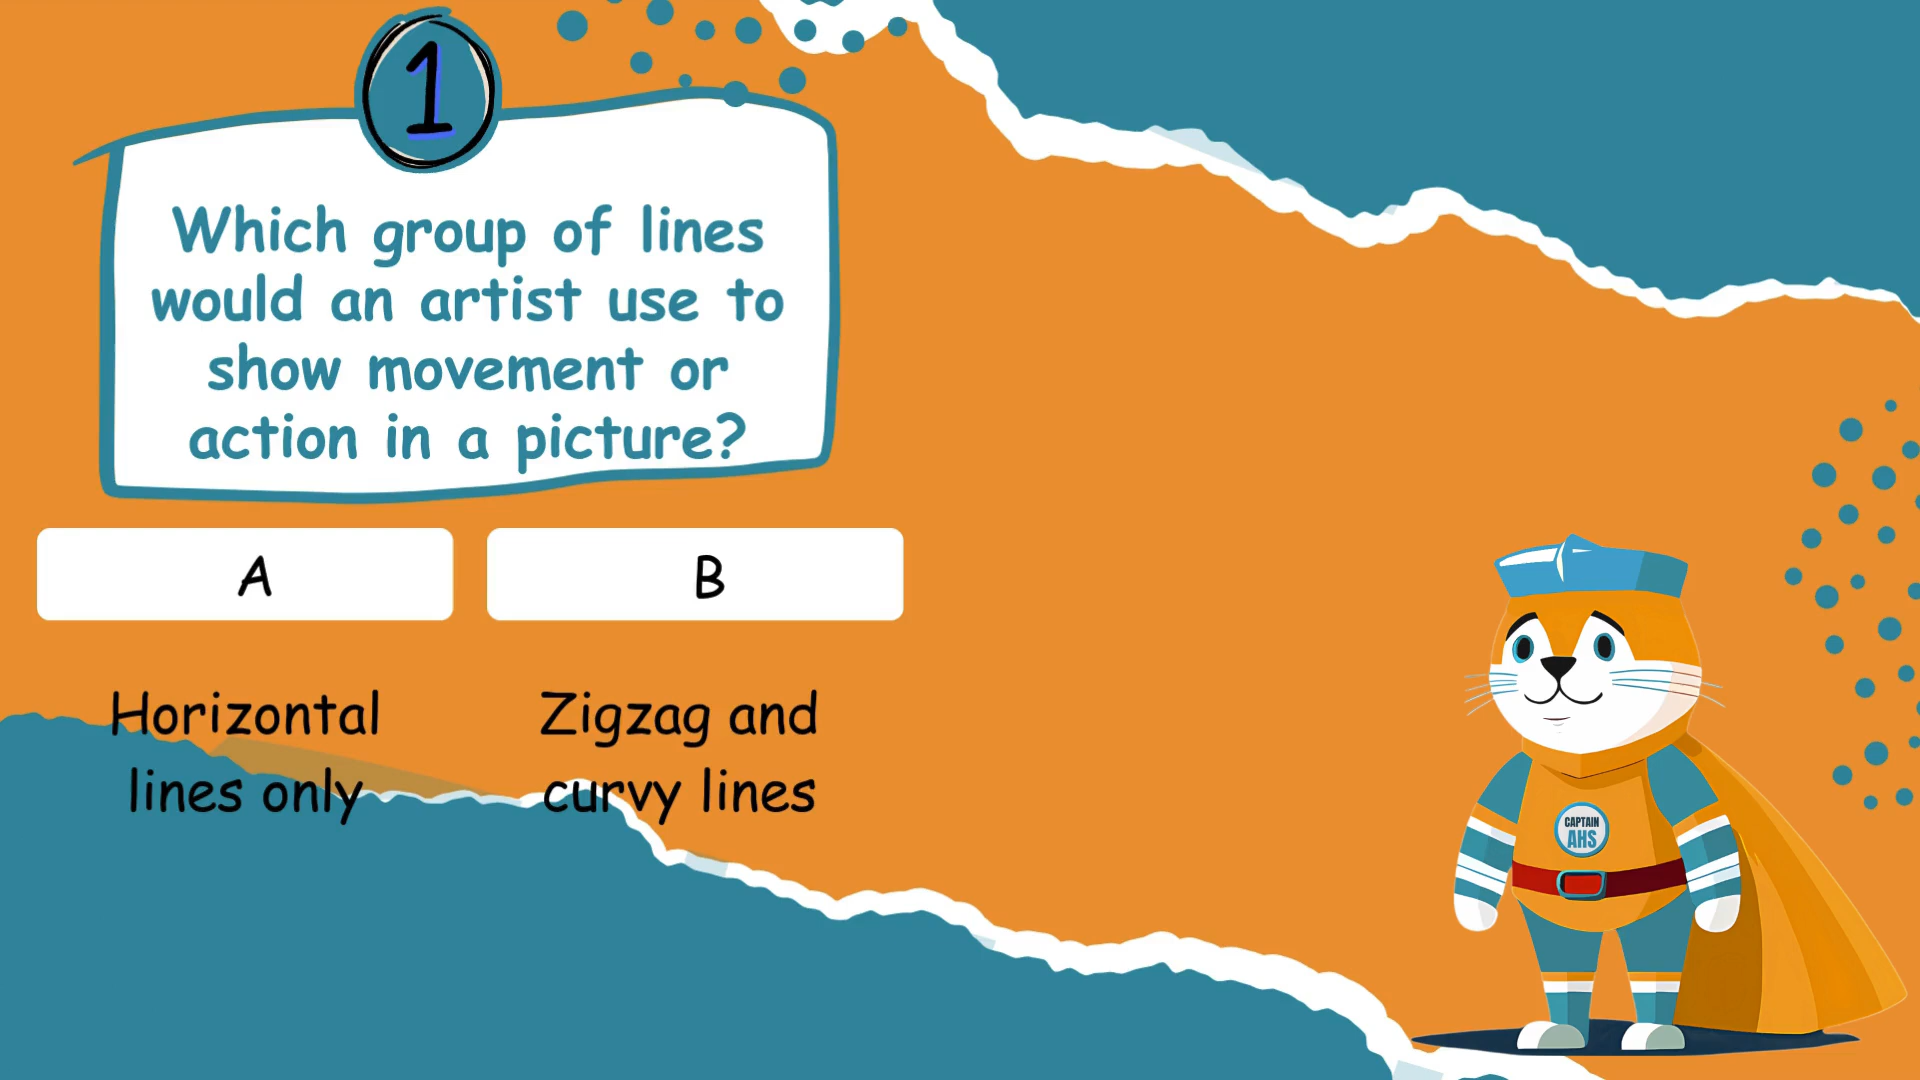 1
Which group of lines
would an artist use to
show movement or
action in a picture?
A
B
Horizontal
lines only
Zigzag and
curvy lines
CAPTAIN
AHS